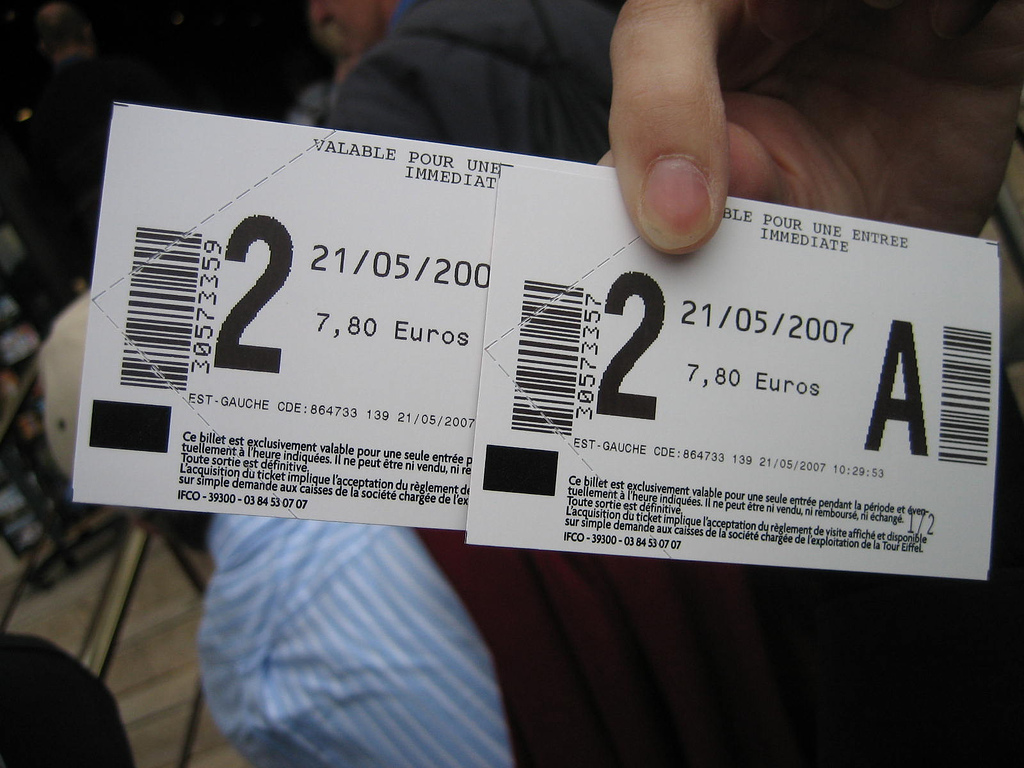 VALABLE POUR UNE
IMMEDIAT
30573359
2
21/05/200
7,80 Euros
EST-GAUCHE CDE:864733 139 21/05/2007
Ce billet est exclusivement valable pour une seule entrée p
tuellement à l'heure indiquées. Il ne peut être ni vendu, ni re
Toute sortie est définitive.
L'acquisition du ticket implique l'acceptation du règlement de
sur simple demande aux caisses de la société chargée de l'ex
IFCO - 39300 - 03 84 53 07 07
BLE POUR UNE ENTREE
IMMEDIATE
30573357
2
21/05/2007
7,80 Euros
A
EST-GAUCHE CDE:864733 139 21/05/2007 10:29:53
Ce billet est exclusivement valable pour une seule entrée pendant la période et éven-
tuellement à l'heure indiquées. Il ne peut être ni vendu, ni remboursé, ni échangé.
1/2
Toute sortie est définitive.
L'acquisition du ticket implique l'acceptation du règlement de visite affiché et disponible
sur simple demande aux caisses de la société chargée de l'exploitation de la Tour Eiffel.
IFCO - 39300 - 03 84 53 07 07